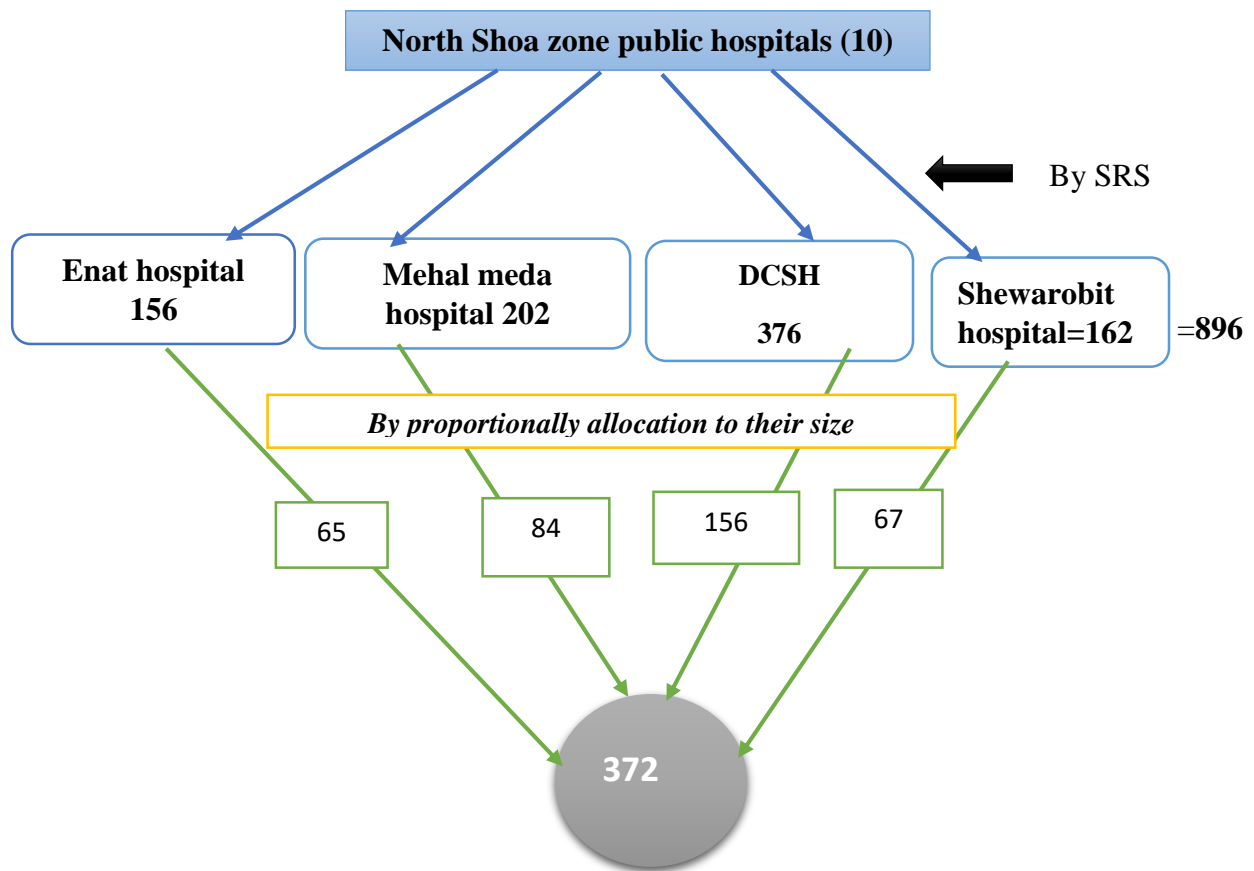 North Shoa zone public hospitals (10)
By SRS
Enat hospital
156
Mehal meda
hospital 202
DCSH
376
Shewarobit
hospital=162
=896
By proportionally allocation to their size
65
84
156
67
372